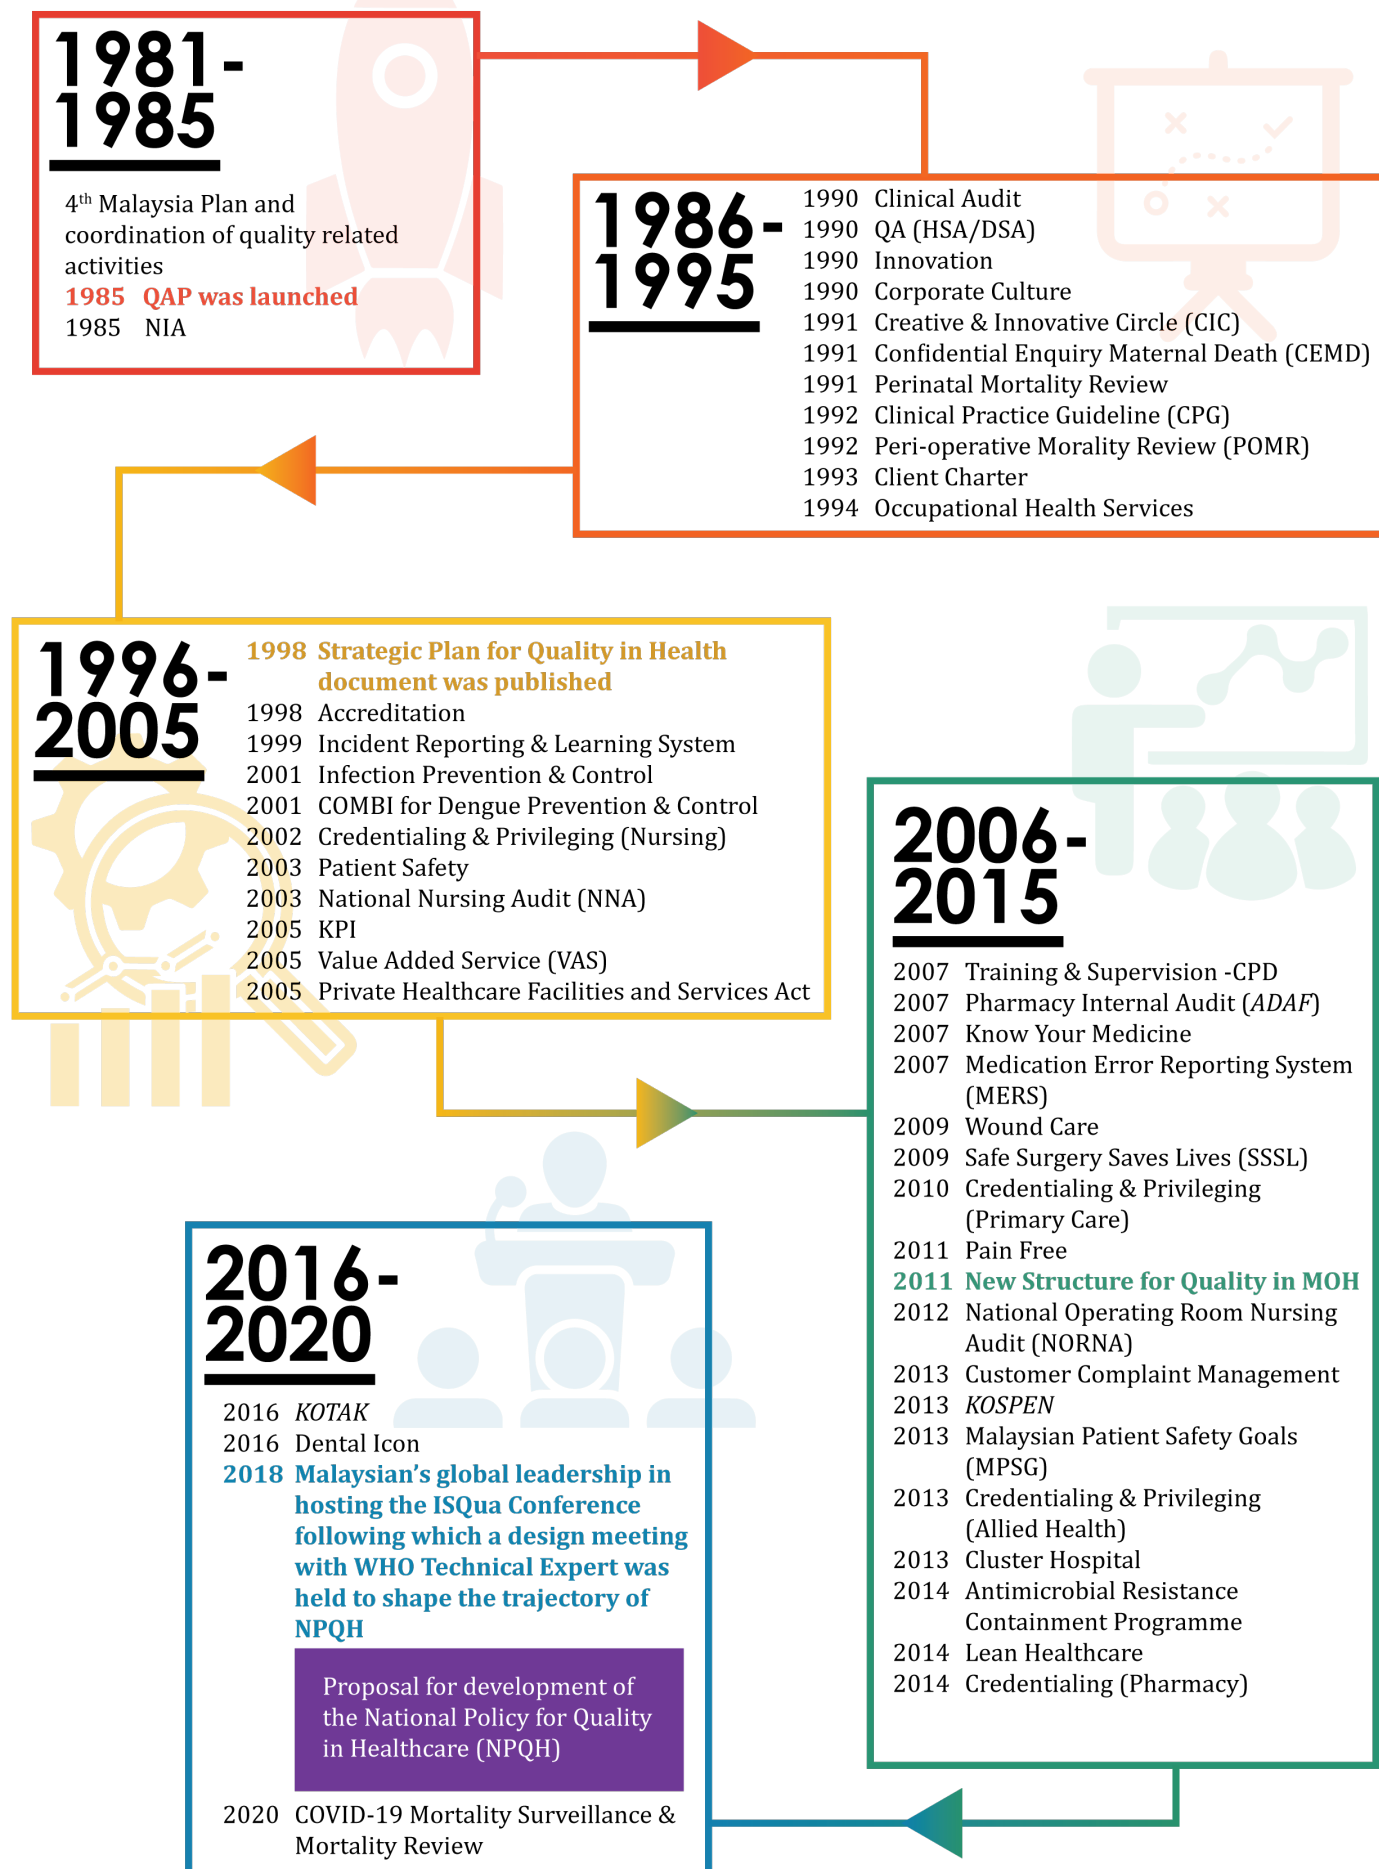 1981-
1985
4th Malaysia Plan and
coordination of quality related
activities
1985 QAP was launched
1985 NIA
1986-
1995
1990 Clinical Audit
1990 QA (HSA/DSA)
1990 Innovation
1990 Corporate Culture
1991 Creative & Innovative Circle (CIC)
1991 Confidential Enquiry Maternal Death (CEMD)
1991 Perinatal Mortality Review
1992 Clinical Practice Guideline (CPG)
1992 Peri-operative Morality Review (POMR)
1993 Client Charter
1994 Occupational Health Services
1996-
2005
1998 Strategic Plan for Quality in Health
document was published
1998 Accreditation
1999 Incident Reporting & Learning System
2001 Infection Prevention & Control
2001 COMBI for Dengue Prevention & Control
2002 Credentialing & Privileging (Nursing)
2003 Patient Safety
2003 National Nursing Audit (NNA)
2005 KPI
2005 Value Added Service (VAS)
2005 Private Healthcare Facilities and Services Act
2006-
2015
2007 Training & Supervision -CPD
2007 Pharmacy Internal Audit (ADAF)
2007 Know Your Medicine
2007 Medication Error Reporting System
(MERS)
2009 Wound Care
2009 Safe Surgery Saves Lives (SSSL)
2010 Credentialing & Privileging
(Primary Care)
2011 Pain Free
2011 New Structure for Quality in MOH
2012 National Operating Room Nursing
Audit (NORNA)
2013 Customer Complaint Management
2013 KOSPEN
2013 Malaysian Patient Safety Goals
(MPSG)
2013 Credentialing & Privileging
(Allied Health)
2013 Cluster Hospital
2014 Antimicrobial Resistance
Containment Programme
2014 Lean Healthcare
2014 Credentialing (Pharmacy)
2016-
2020
2016 KOTAK
2016 Dental Icon
2018 Malaysian's global leadership in
hosting the ISQua Conference
following which a design meeting
with WHO Technical Expert was
held to shape the trajectory of
NPQH
Proposal for development of
the National Policy for Quality
in Healthcare (NPQH)
2020 COVID-19 Mortality Surveillance &
Mortality Review